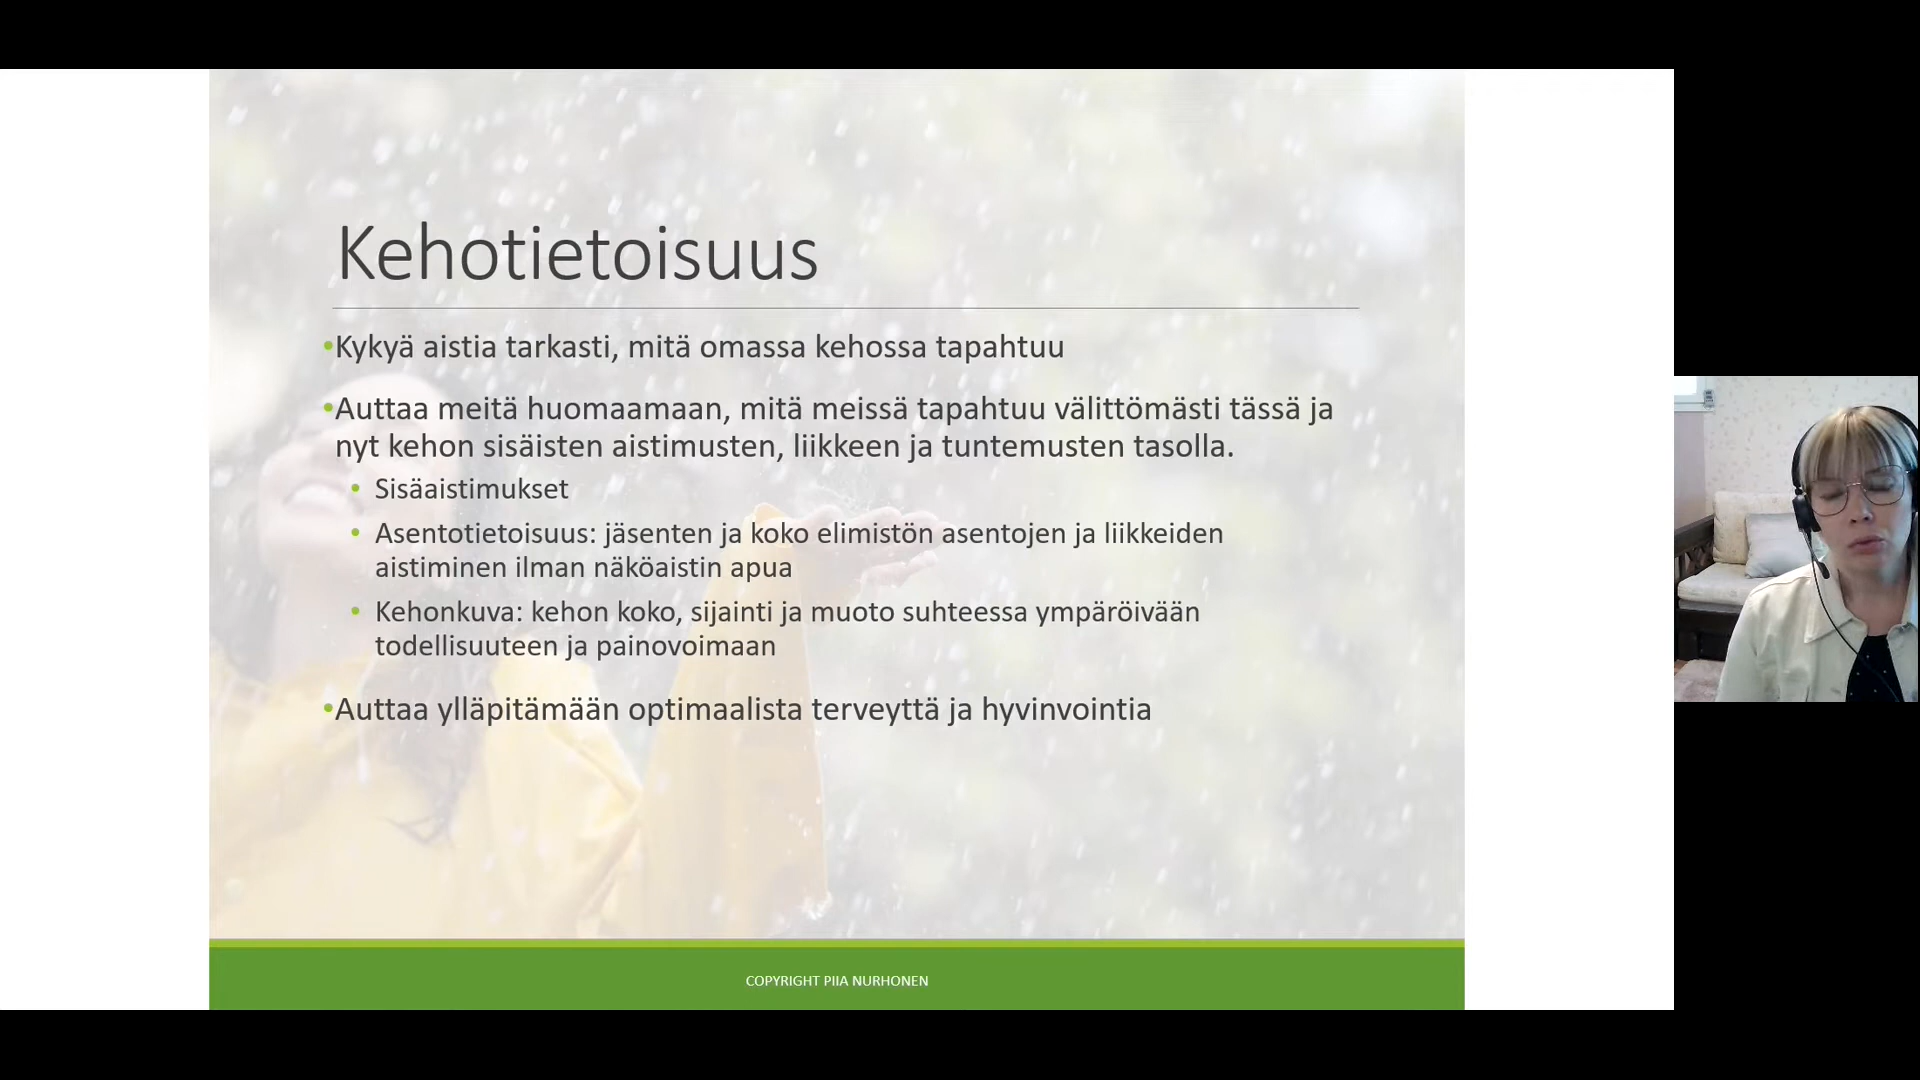 Kehotietoisuus
•Kykyä aistia tarkasti, mitä omassa kehossa tapahtuu
•Auttaa meitä huomaamaan, mitä meissä tapahtuu välittömästi tässä ja
nyt kehon sisäisten aistimusten, liikkeen ja tuntemusten tasolla.
• Sisäaistimukset
• Asentotietoisuus: jäsenten ja koko elimistön asentojen ja liikkeiden
aistiminen ilman näköaistin apua
• Kehonkuva: kehon koko, sijainti ja muoto suhteessa ympäröivään
todellisuuteen ja painovoimaan
•Auttaa ylläpitämään optimaalista terveyttä ja hyvinvointia
COPYRIGHT PIIA NURHONEN